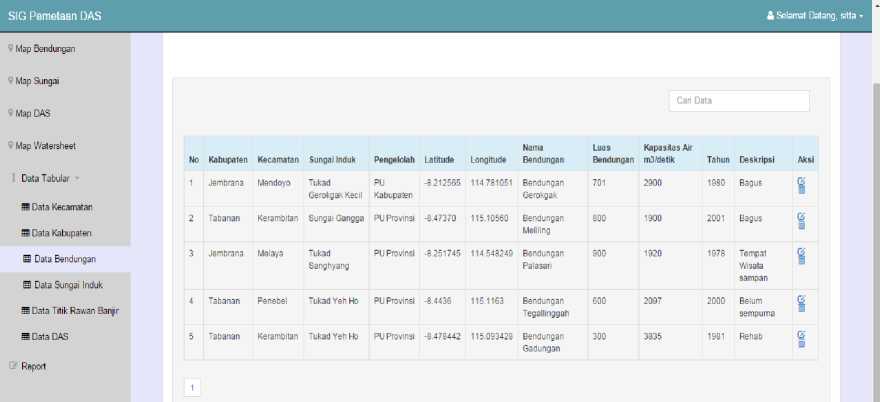 SIG Pemetaan DAS
Selamat Datang, sitta
Map Bendungan
Map Sungai
Map DAS
Map Watersheet
Data Tabular
Data Kecamatan
Data Kabupaten
Data Bendungan
Data Sungai Induk
Data Titik Rawan Banjir
Data DAS
Report
Cari Data
No Kabupaten Kecamatan Sungai Induk Pengelolah Latitude Longitude Nama Bendungan Luas Bendungan Kapasitas Air m3/detik Tahun Deskripsi Aksi
1 Jembrana Mendoyo Tukad Gerokgak Kecil PU Kabupaten -8.212565 114.781051 Bendungan Gerokgak 701 2900 1980 Bagus
2 Tabanan Kerambitan Sungai Gangga PU Provinsi -8.47370 115.10560 Bendungan Meliling 800 1900 2001 Bagus
3 Jembrana Melaya Tukad Sanghyang PU Provinsi -8.251745 114.548249 Bendungan Palasari 900 1920 1978 Tempat Wisata sampan
4 Tabanan Penebel Tukad Yeh Ho PU Provinsi -8.4436 115.1163 Bendungan Tegallinggah 600 2097 2000 Belum sempurna
5 Tabanan Kerambitan Tukad Yeh Ho PU Provinsi -8.478442 115.093429 Bendungan Gadungan 300 3835 1981 Rehab
1